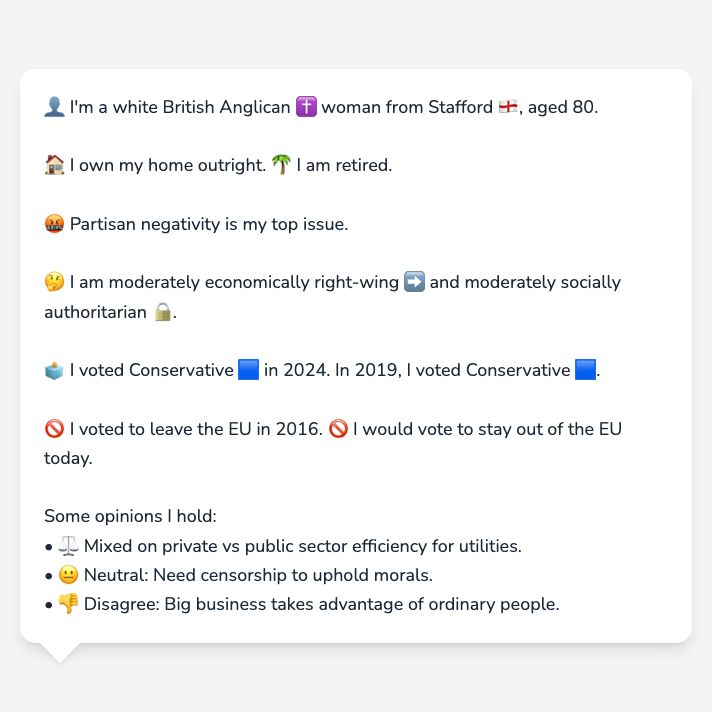 👤 I'm a white British Anglican ✝️ woman from Stafford 🏴󠁧󠁢󠁥󠁮󠁧󠁿, aged 80.
🏠 I own my home outright. 🌴 I am retired.
🤬 Partisan negativity is my top issue.
🤔 I am moderately economically right-wing ➡️ and moderately socially
authoritarian 🔒.
🗳️ I voted Conservative 🟦 in 2024. In 2019, I voted Conservative 🟦.
🚫 I voted to leave the EU in 2016. 🚫 I would vote to stay out of the EU
today.
Some opinions I hold:
• ⚖️ Mixed on private vs public sector efficiency for utilities.
• 😐 Neutral: Need censorship to uphold morals.
• 👎 Disagree: Big business takes advantage of ordinary people.